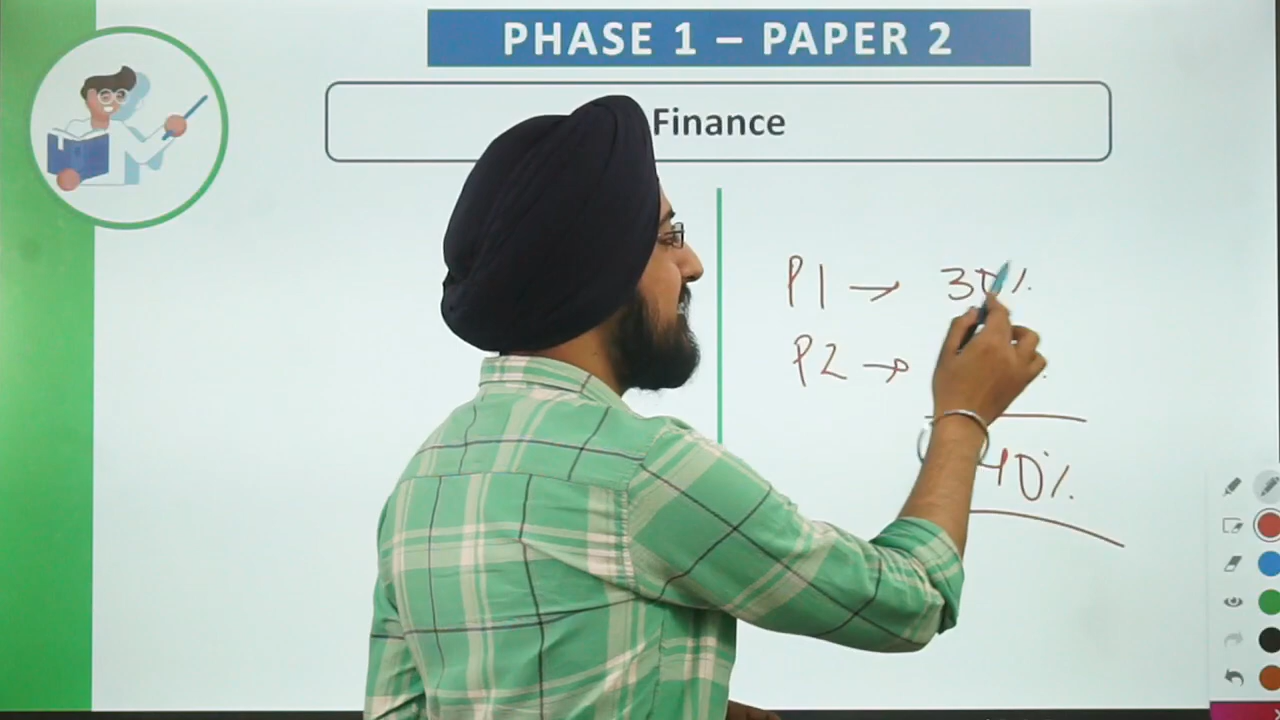 PHASE 1 – PAPER 2
Finance
P1 → 30%
P2 →
40%